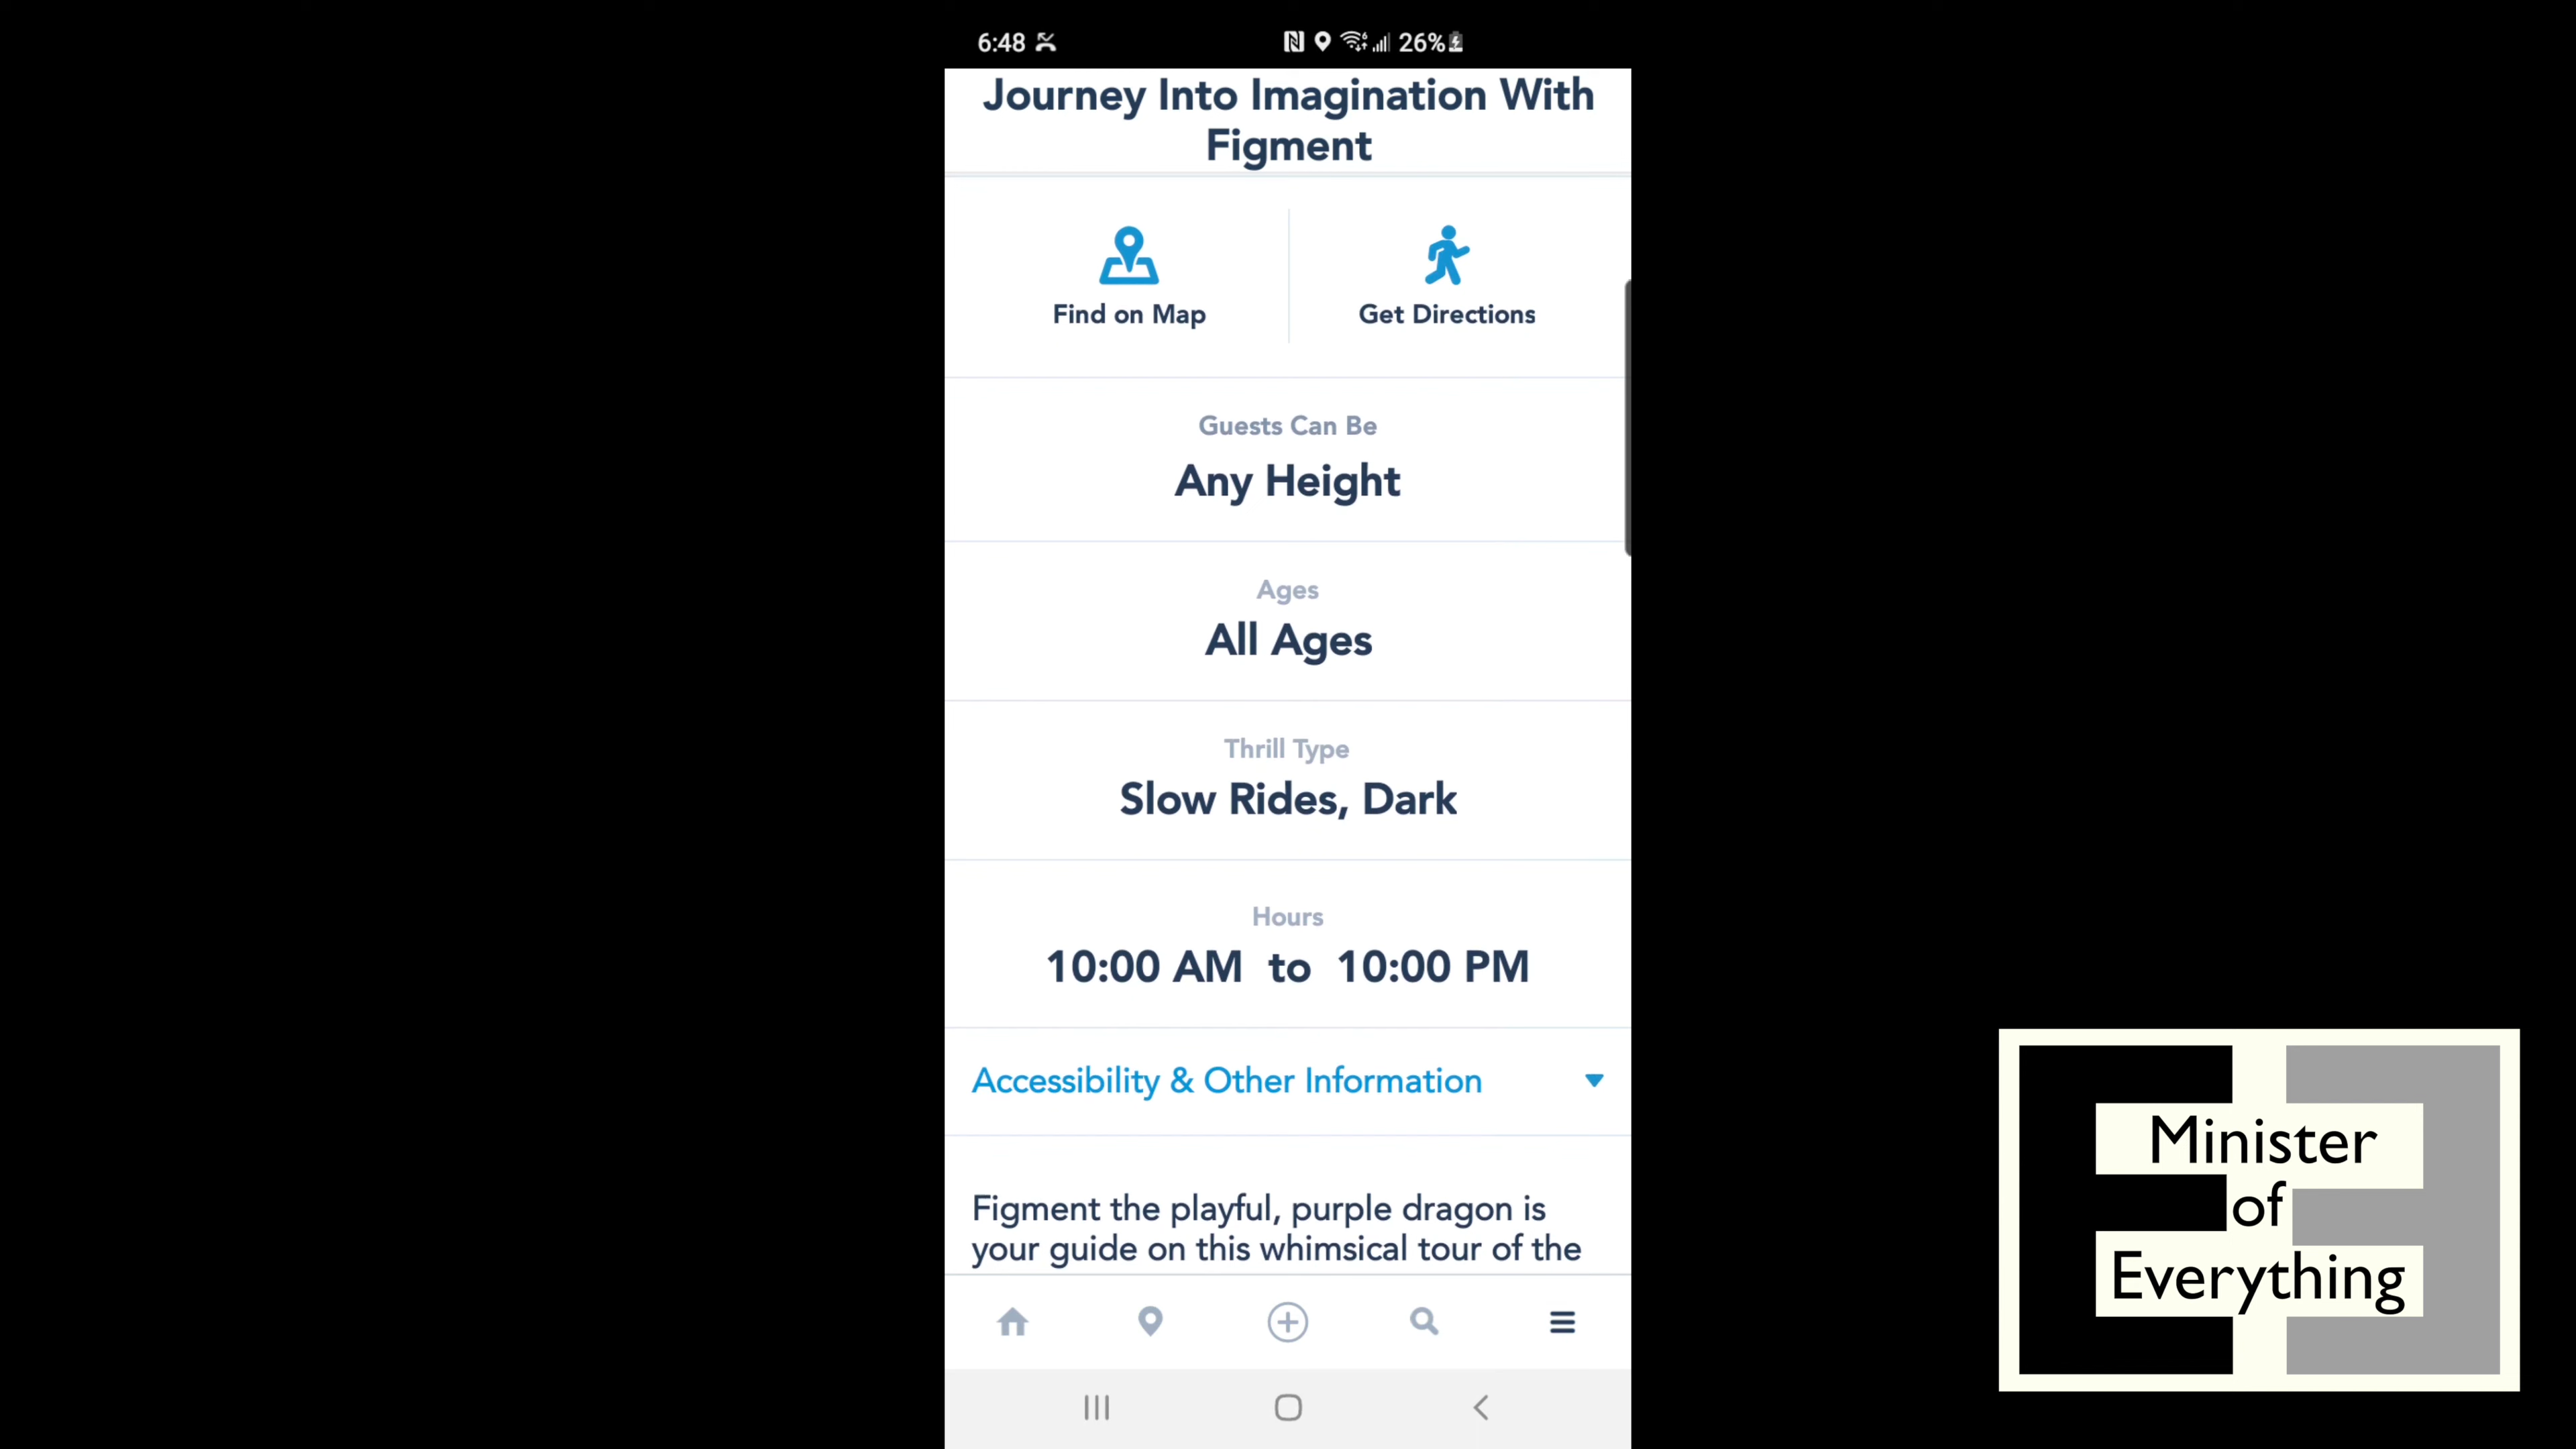 6:48
26%
Journey Into Imagination With
Figment
Find on Map
Get Directions
Guests Can Be
Any Height
Ages
All Ages
Thrill Type
Slow Rides, Dark
Hours
10:00 AM to 10:00 PM
Accessibility & Other Information
Figment the playful, purple dragon is
your guide on this whimsical tour of the
Minister
of
Everything